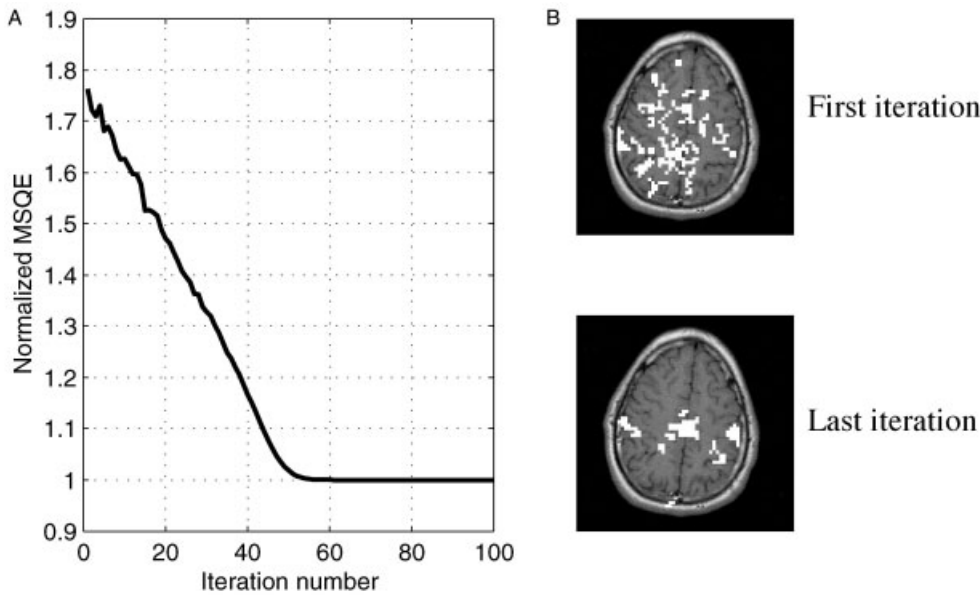 A
1.9
1.8
1.7
1.6
1.5
1.4
1.3
1.2
1.1
1
0.9
Normalized MSQE
0 20 40 60 80 100
Iteration number
B
First iteration
Last iteration